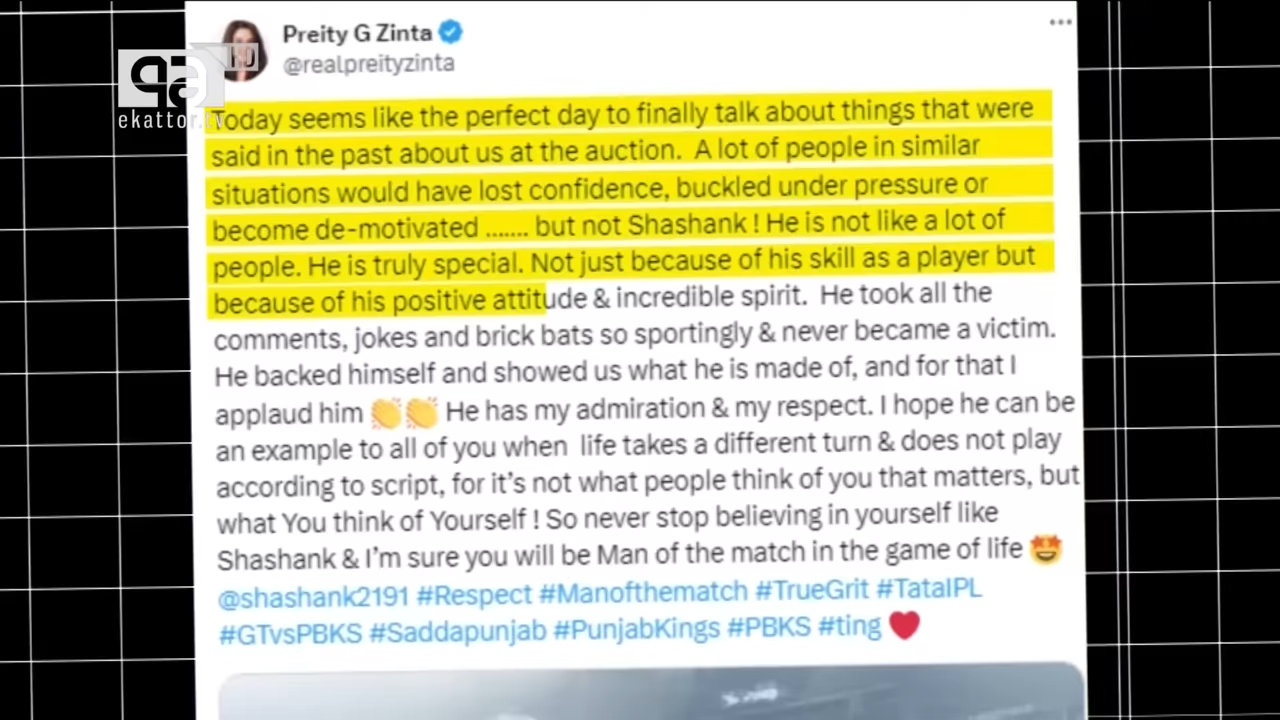 Preity G Zinta
@realpreityzinta
ekattor.tv
HD
Today seems like the perfect day to finally talk about things that were
said in the past about us at the auction. A lot of people in similar
situations would have lost confidence, buckled under pressure or
become de-motivated ....... but not Shashank ! He is not like a lot of
people. He is truly special. Not just because of his skill as a player but
because of his positive attitude & incredible spirit. He took all the
comments, jokes and brick bats so sportingly & never became a victim.
He backed himself and showed us what he is made of, and for that I
applaud him 👏👏 He has my admiration & my respect. I hope he can be
an example to all of you when life takes a different turn & does not play
according to script, for it’s not what people think of you that matters, but
what You think of Yourself ! So never stop believing in yourself like
Shashank & I’m sure you will be Man of the match in the game of life 🤩
@shashank2191 #Respect #Manofthematch #TrueGrit #TataIPL
#GTvsPBKS #Saddapunjab #PunjabKings #PBKS #ting ❤️